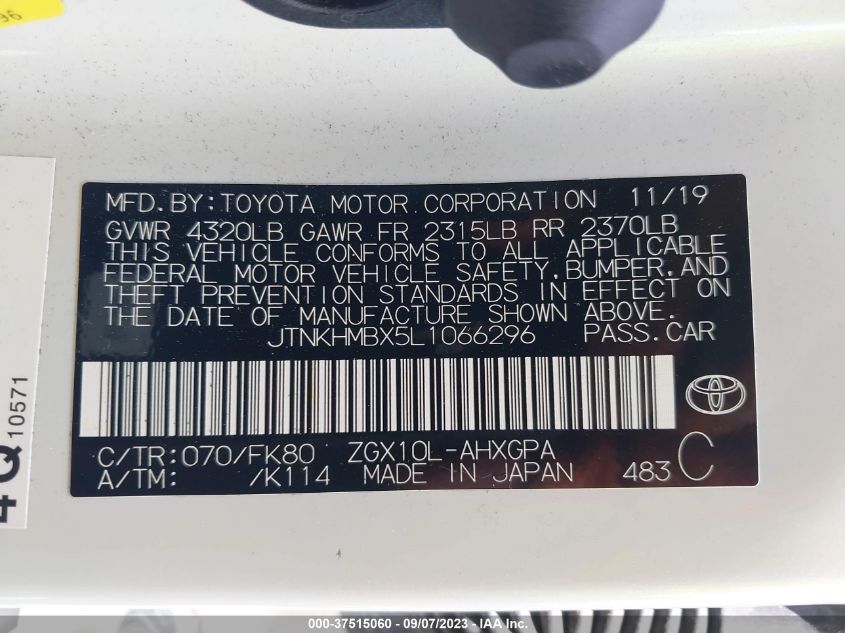 96
MFD.BY:TOYOTA MOTOR CORPORATION 11/19
GVWR 4320LB GAWR FR 2315LB RR 2370LB
THIS VEHICLE CONFORMS TO ALL APPLICABLE
FEDERAL MOTOR VEHICLE SAFETY,BUMPER,AND
THEFT PREVENTION STANDARDS IN EFFECT ON
THE DATE OF MANUFACTURE SHOWN ABOVE.
JTNKHMBX5L1066296 PASS.CAR
C/TR:070/FK80 ZGX10L-AHXGPA
A/TM: /K114 MADE IN JAPAN 483 C
4Q10571
000-37515060 - 09/07/2023 - © IAA Inc.